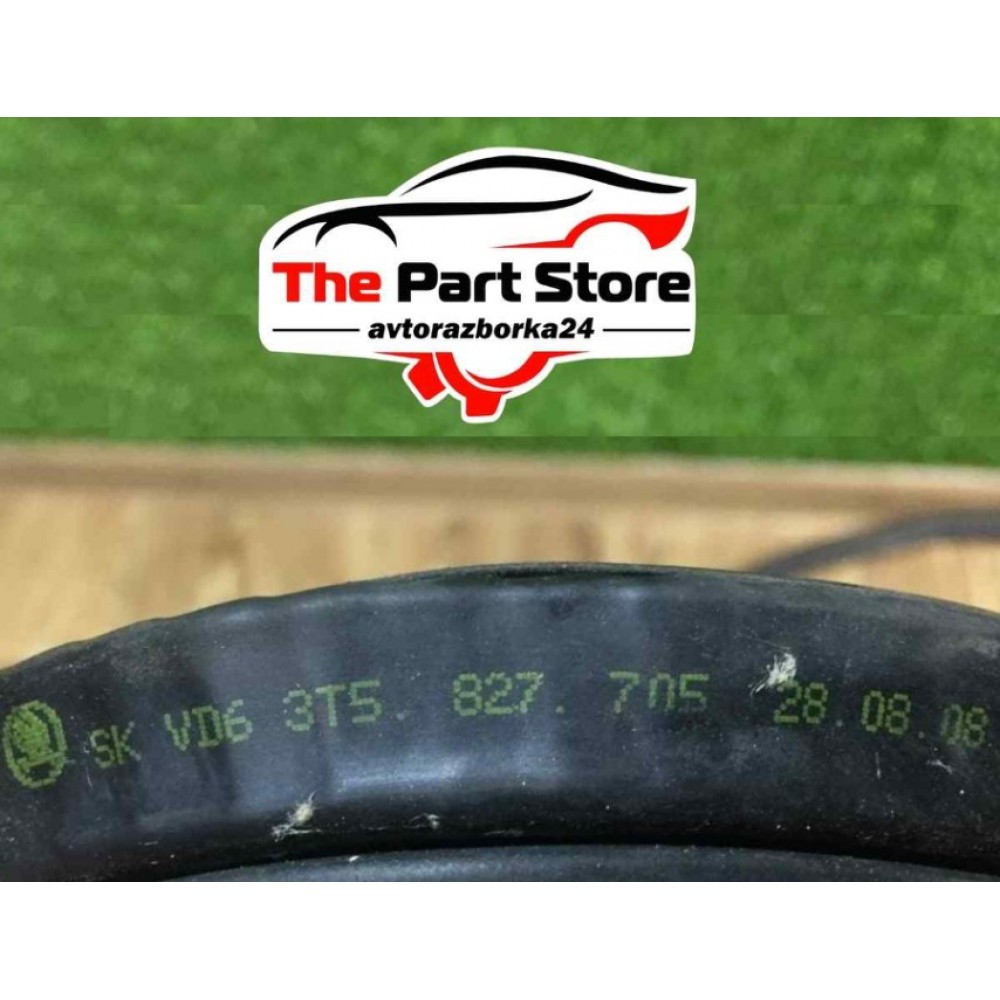 The Part Store
avtorazborka24
SK VD6 3T5 827. 705 28.08.08